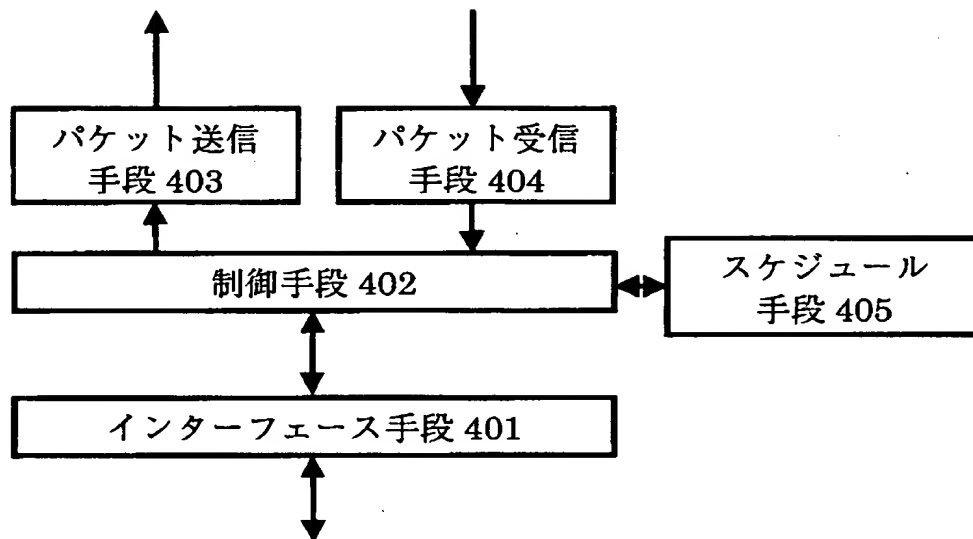 パケット送信
手段 403
パケット受信
手段 404
制御手段 402
スケジュール
手段 405
インターフェース手段 401